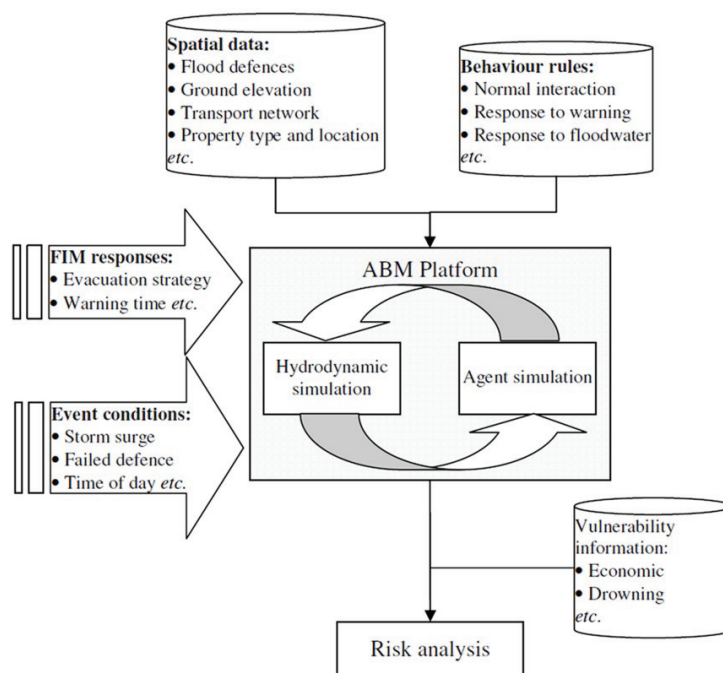 Spatial data:
• Flood defences
• Ground elevation
• Transport network
• Property type and location
etc.
Behaviour rules:
• Normal interaction
• Response to warning
• Response to floodwater
etc.
FIM responses:
• Evacuation strategy
• Warning time etc.
ABM Platform
Hydrodynamic
simulation
Agent simulation
Event conditions:
• Storm surge
• Failed defence
• Time of day etc.
Vulnerability
information:
• Economic
• Drowning
etc.
Risk analysis